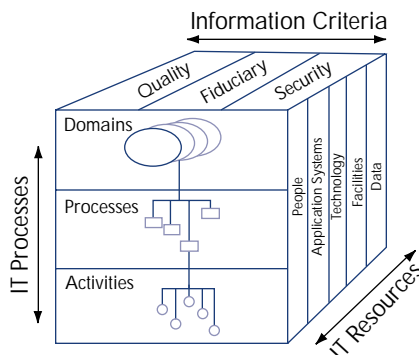 Information Criteria
Quality
Fiduciary
Security
Domains
Processes
Activities
IT Processes
People
Application Systems
Technology
Facilities
Data
IT Resources